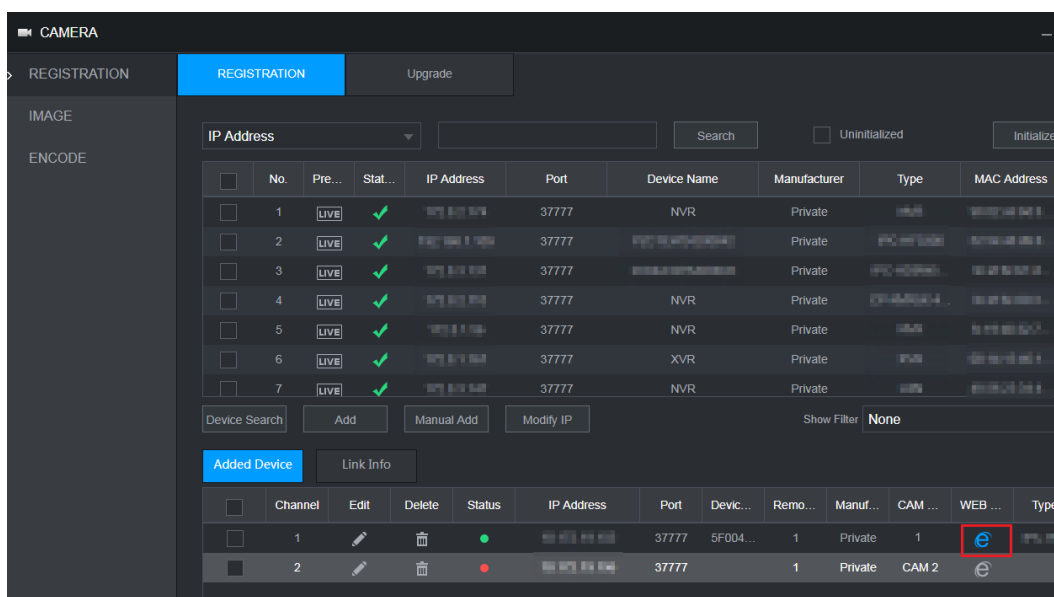 CAMERA
REGISTRATION
REGISTRATION Upgrade
IMAGE
IP Address Search Uninitialized Initialize
ENCODE
No. Pre... Stat... IP Address Port Device Name Manufacturer Type MAC Address
1 LIVE 37777 NVR Private
2 LIVE 37777 Private
3 LIVE 37777 Private
4 LIVE 37777 NVR Private
5 LIVE 37777 NVR Private
6 LIVE 37777 XVR Private
7 LIVE 37777 NVR Private
Device Search Add Manual Add Modify IP Show Filter None
Added Device Link Info
Channel Edit Delete Status IP Address Port Devic... Remo... Manuf... CAM ... WEB ... Type
1 37777 5F004... 1 Private 1
2 37777 1 Private CAM 2